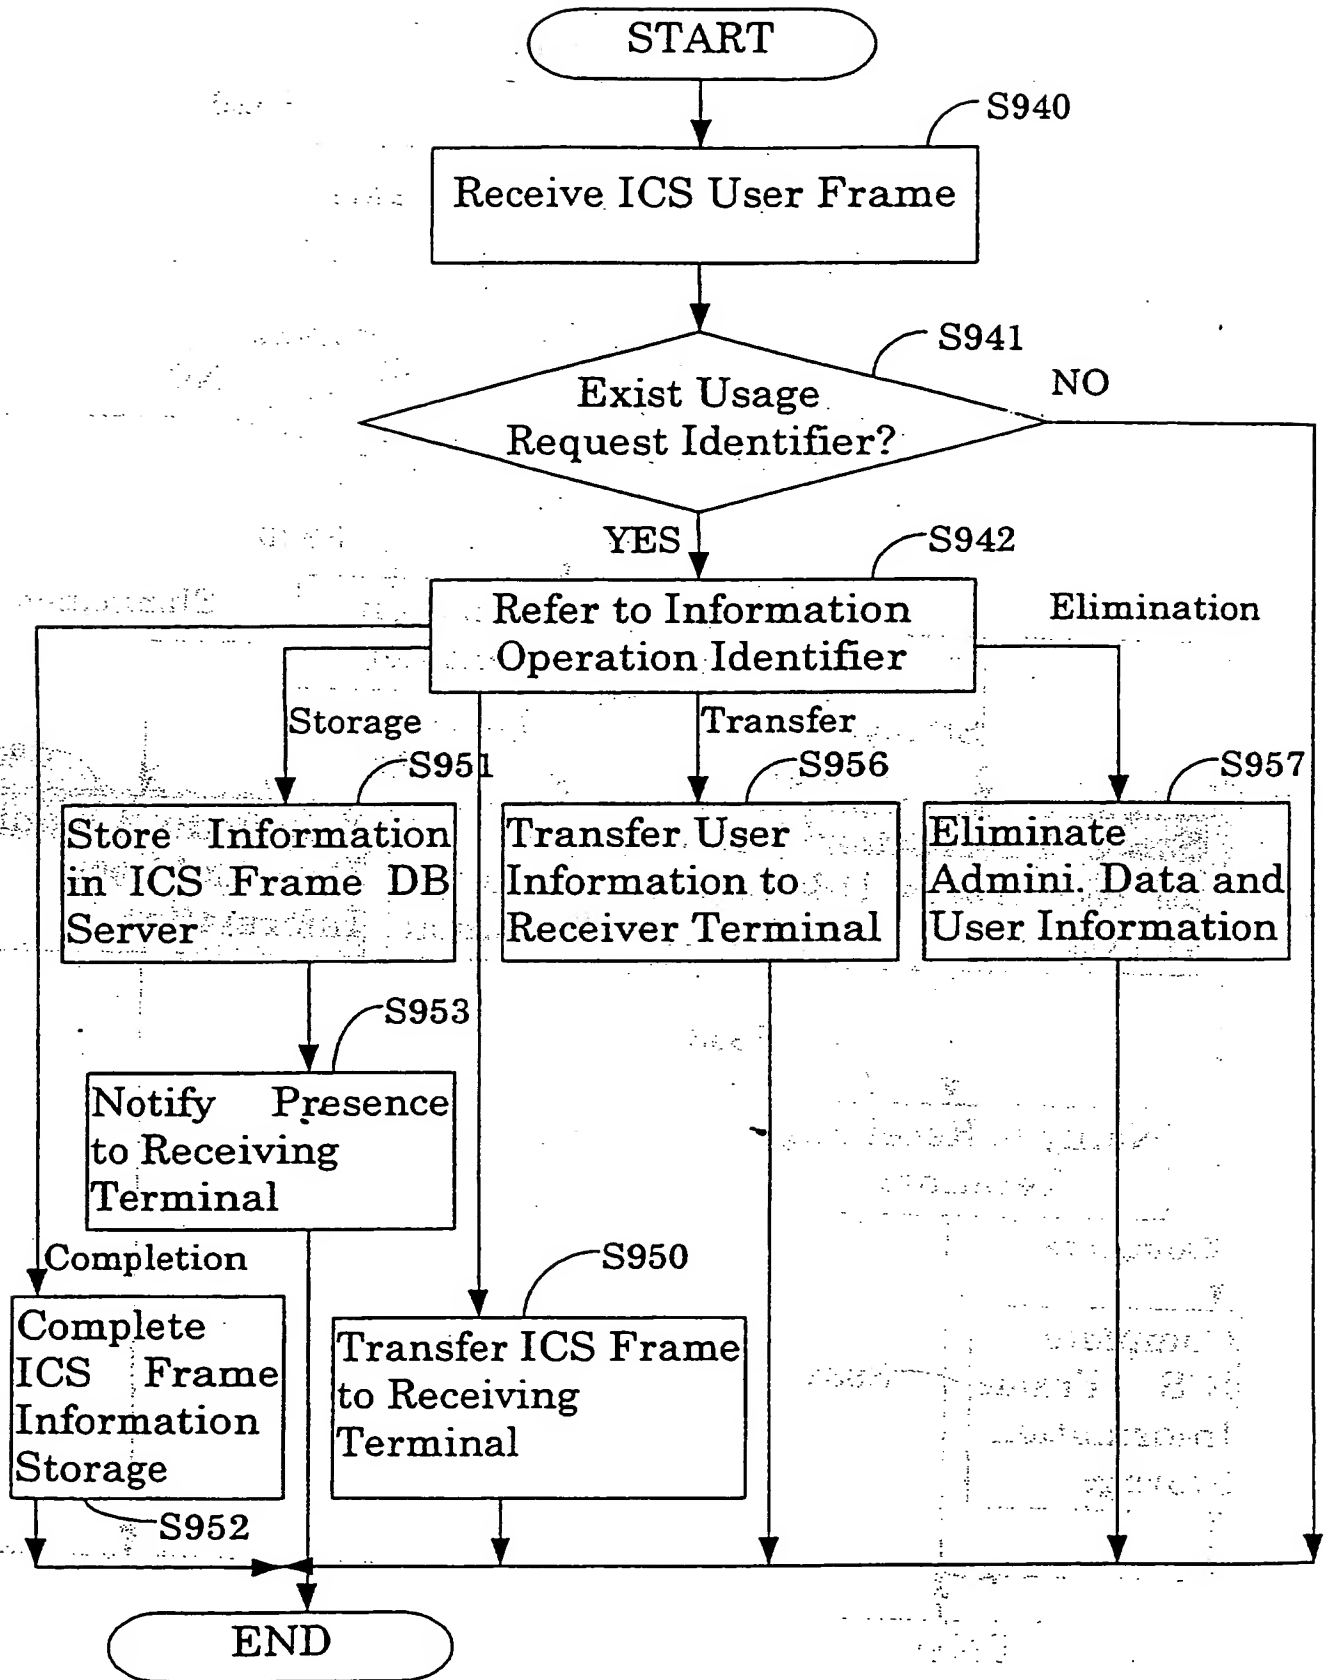 START
S940
Receive ICS User Frame
S941
Exist Usage
Request Identifier?
NO
YES
S942
Refer to Information
Operation Identifier
Elimination
Storage
Transfer
S951
S956
S957
Store Information
in ICS Frame DB
Server
Transfer User
Information to
Receiver Terminal
Eliminate
Admini. Data and
User Information
S953
Notify Presence
to Receiving
Terminal
Completion
S950
Complete
ICS Frame
Information
Storage
Transfer ICS Frame
to Receiving
Terminal
S952
END